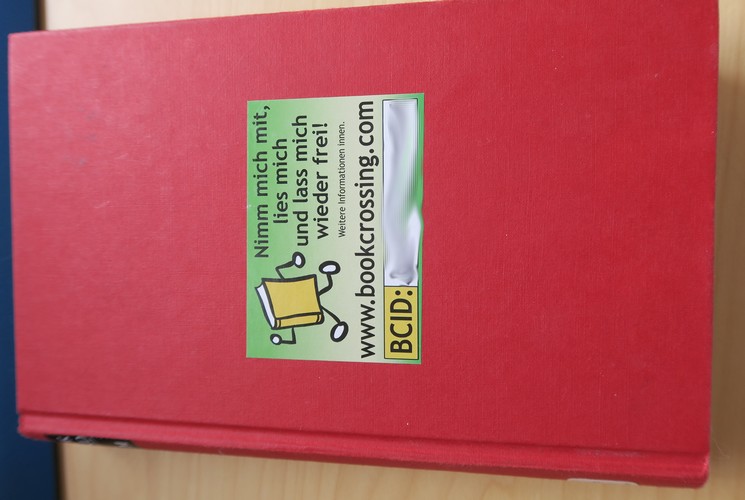 Nimm mich mit,
lies mich
und lass mich
wieder frei!
Weitere Informationen innen.
www.bookcrossing.com
BCID: